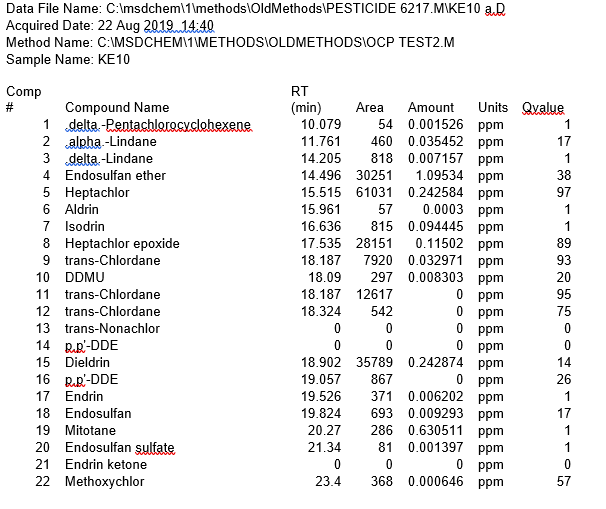 Data File Name: C:\msdchem\1\methods\OldMethods\PESTICIDE 6217.M\KE10 a.D
Acquired Date: 22 Aug 2019  14:40
Method Name: C:\MSDCHEM\1\METHODS\OLDMETHODS\OCP TEST2.M
Sample Name: KE10
Comp RT
# Compound Name (min) Area Amount Units Qvalue
1 .delta.-Pentachlorocyclohexene 10.079 54 0.001526 ppm 1
2 .alpha.-Lindane 11.761 460 0.035452 ppm 17
3 .delta.-Lindane 14.205 818 0.007157 ppm 1
4 Endosulfan ether 14.496 30251 1.09534 ppm 38
5 Heptachlor 15.515 61031 0.242584 ppm 97
6 Aldrin 15.961 57 0.0003 ppm 1
7 Isodrin 16.636 815 0.094445 ppm 1
8 Heptachlor epoxide 17.535 28151 0.11502 ppm 89
9 trans-Chlordane 18.187 7920 0.032971 ppm 93
10 DDMU 18.09 297 0.008303 ppm 20
11 trans-Chlordane 18.187 12617 0 ppm 95
12 trans-Chlordane 18.324 542 0 ppm 75
13 trans-Nonachlor 0 0 0 ppm 0
14 p,p'-DDE 0 0 0 ppm 0
15 Dieldrin 18.902 35789 0.242874 ppm 14
16 p,p'-DDE 19.057 867 0 ppm 26
17 Endrin 19.526 371 0.006202 ppm 1
18 Endosulfan 19.824 693 0.009293 ppm 17
19 Mitotane 20.27 286 0.630511 ppm 1
20 Endosulfan sulfate 21.34 81 0.001397 ppm 1
21 Endrin ketone 0 0 0 ppm 0
22 Methoxychlor 23.4 368 0.000646 ppm 57